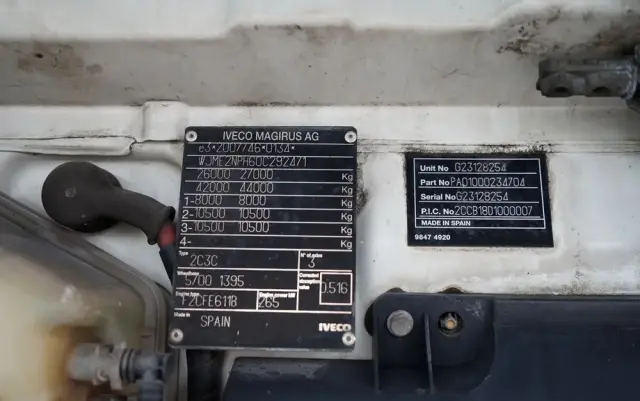 IVECO MAGIRUS AG
e3*2007/46*0134*
WJME2NPH60C292471
26000 27000 Kg
42000 44000 Kg
1-8000 8000 Kg
2-10500 10500 Kg
3-10500 10500 Kg
4- Kg
Type N° of axles
2C3C 3
Wheelbase Corrected absorption value
5700 1395 0.516
Engine type Engine power kW
F2CFE611B 265
Made in
SPAIN IVECO
Unit No G23128254
Part No PAD1000234704
Serial No G23128254
P.I.C. No 2CCB18D1000007
MADE IN SPAIN
9847 4920